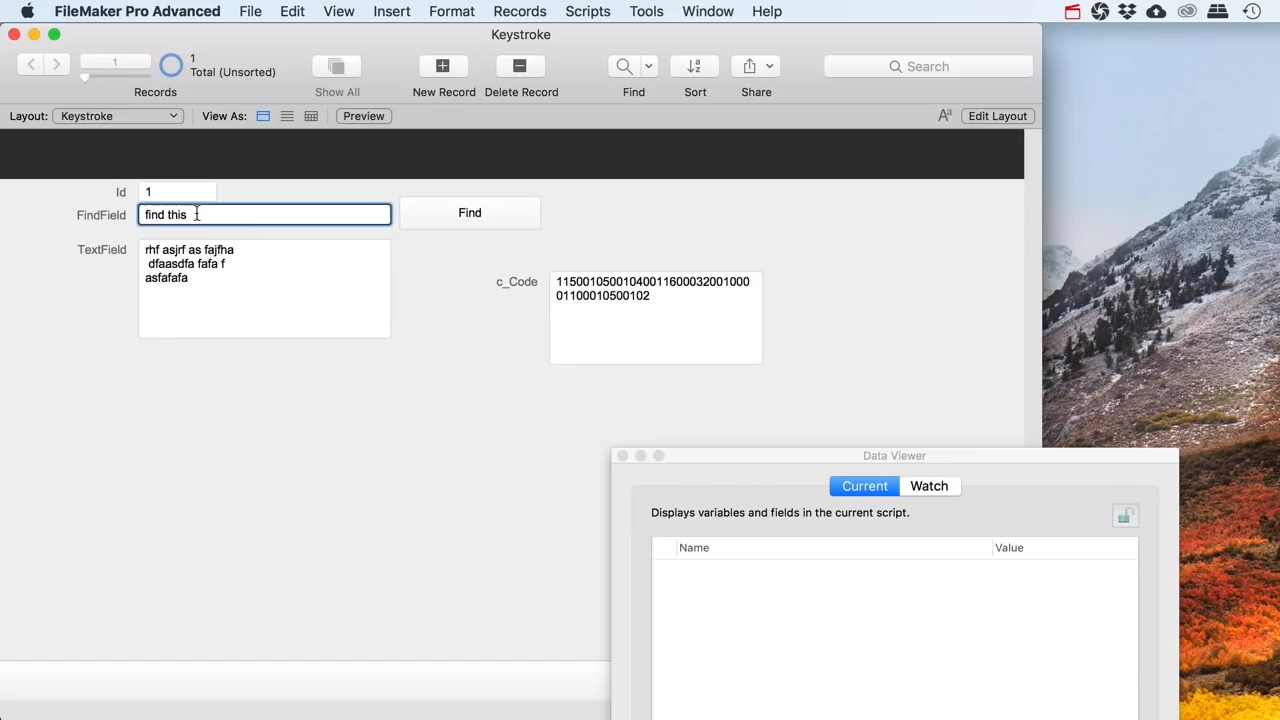 FileMaker Pro Advanced File Edit View Insert Format Records Scripts Tools Window Help
Keystroke
1
1
Total (Unsorted)
Search
Records
Show All
New Record
Delete Record
Find
Sort
Share
Layout: Keystroke View As: Preview Aa Edit Layout
Id 1
FindField find this Find
TextField rhf asjrf as fajfha
dfaasdfa fafa f
asfafafa
c_Code 11500105001040011600032001000
01100010500102
Data Viewer
Current Watch
Displays variables and fields in the current script.
Name Value